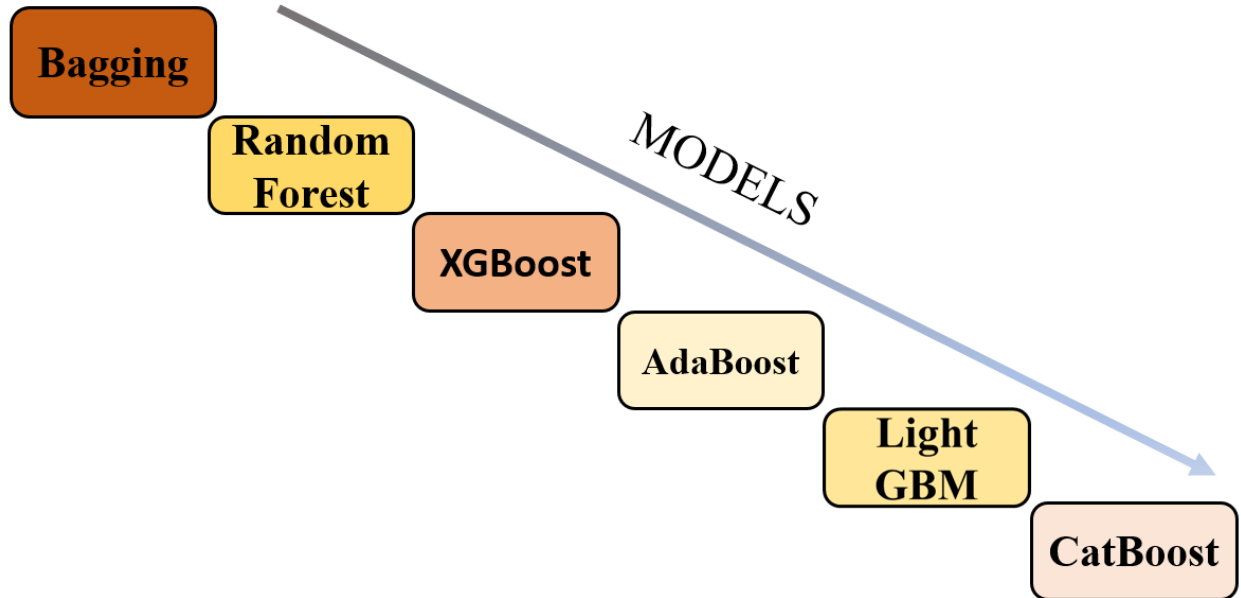 Bagging
Random
Forest
MODELS
XGBoost
AdaBoost
Light
GBM
CatBoost